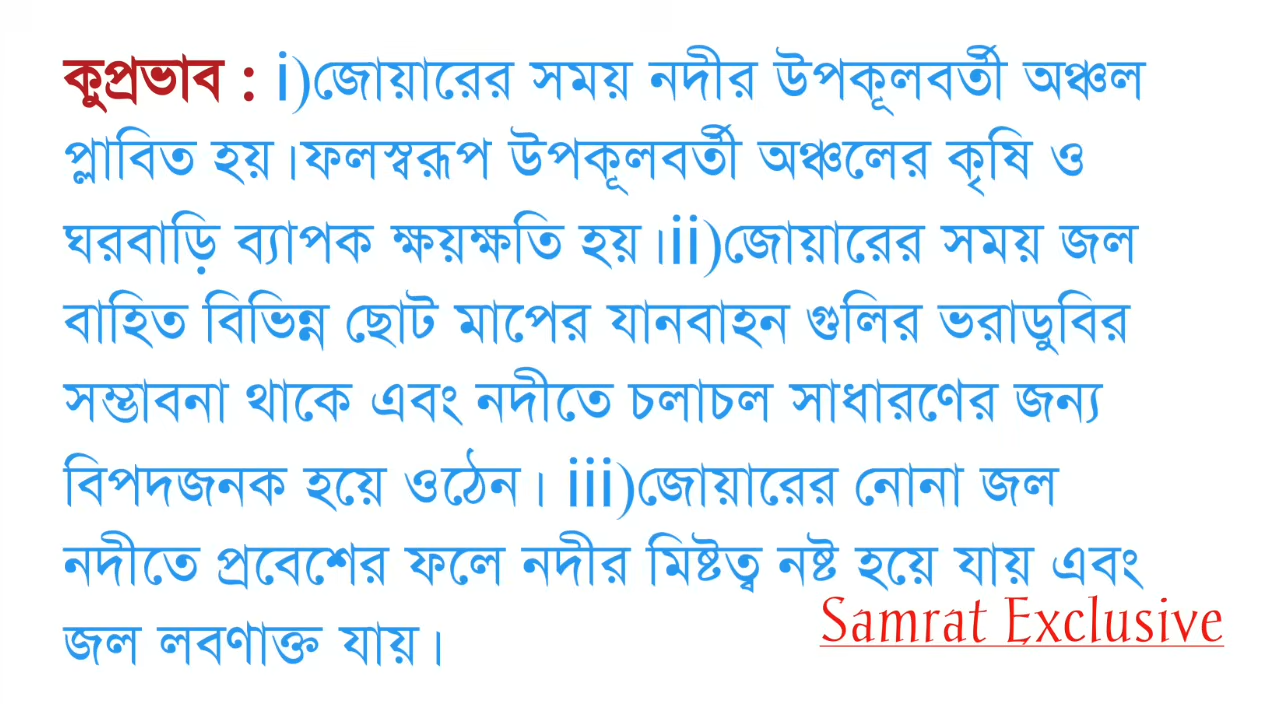 কুপ্রভাব : i)জোয়ারের সময় নদীর উপকূলবর্তী অঞ্চল
প্লাবিত হয়।ফলস্বরূপ উপকূলবর্তী অঞ্চলের কৃষি ও
ঘরবাড়ি ব্যাপক ক্ষয়ক্ষতি হয়।ii)জোয়ারের সময় জল
বাহিত বিভিন্ন ছোট মাপের যানবাহন গুলির ভরাডুবির
সম্ভাবনা থাকে এবং নদীতে চলাচল সাধারণের জন্য
বিপদজনক হয়ে ওঠেন। iii)জোয়ারের নোনা জল
নদীতে প্রবেশের ফলে নদীর মিষ্টত্ব নষ্ট হয়ে যায় এবং
জল লবণাক্ত যায়।
Samrat Exclusive